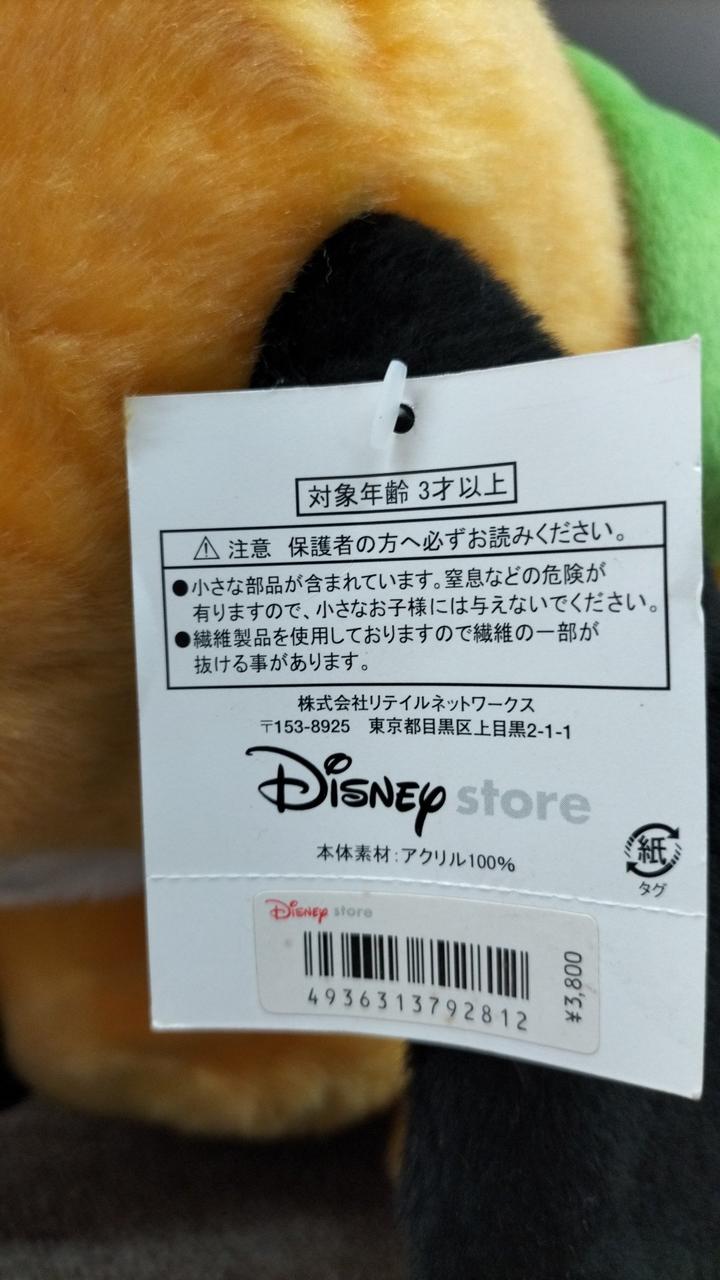 対象年齢 3才以上
⚠ 注意 保護者の方へ必ずお読みください。
●小さな部品が含まれています。窒息などの危険が
有りますので、小さなお子様には与えないでください。
●繊維製品を使用しておりますので繊維の一部が
抜ける事があります。
株式会社リテイルネットワークス
〒153-8925 東京都目黒区上目黒2-1-1
Disney store
本体素材:アクリル100%
紙
タグ
Disney store
¥3,800
4936313792812